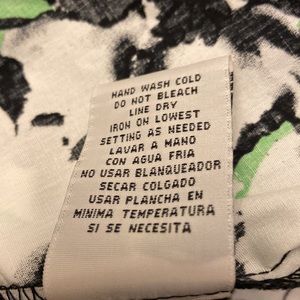 HAND WASH COLD
DO NOT BLEACH
LINE DRY
IRON ON LOWEST
SETTING AS NEEDED
LAVAR A MANO
CON AGUA FRIA
NO USAR BLANQUEADOR
SECAR COLGADO
USAR PLANCHA EN
MINIMA TEMPERATURA
SI SE NECESITA